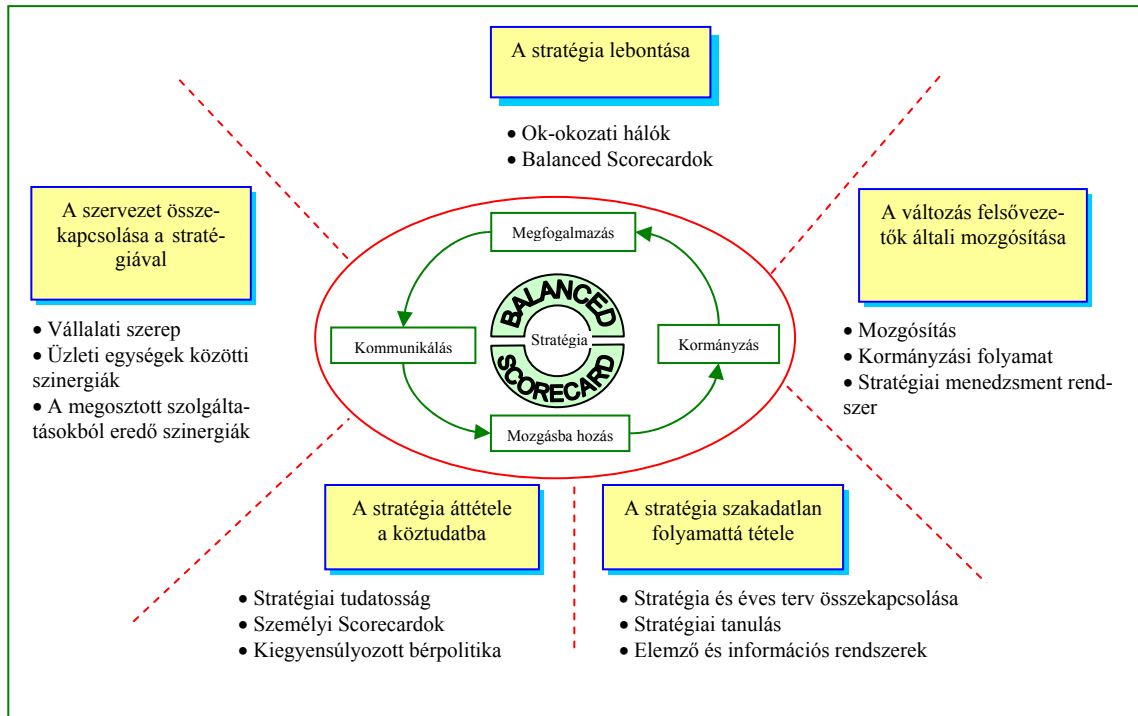 A stratégia lebontása
• Ok-okozati hálók
• Balanced Scorecardok
A szervezet össze-
kapcsolása a straté-
giával
• Vállalati szerep
• Üzleti egységek közötti
szinergiák
• A megosztott szolgálta-
tásokból eredő szinergiák
A változás felsőveze-
tők általi mozgósítása
• Mozgósítás
• Kormányzási folyamat
• Stratégiai menedzsment rend-
szer
Megfogalmazás
Kommunikálás
BALANCED
Stratégia
SCORECARD
Kormányzás
Mozgásba hozás
A stratégia áttétele
a köztudatba
• Stratégiai tudatosság
• Személyi Scorecardok
• Kiegyensúlyozott bérpolitika
A stratégia szakadatlan
folyamattá tétele
• Stratégia és éves terv összekapcsolása
• Stratégiai tanulás
• Elemző és információs rendszerek